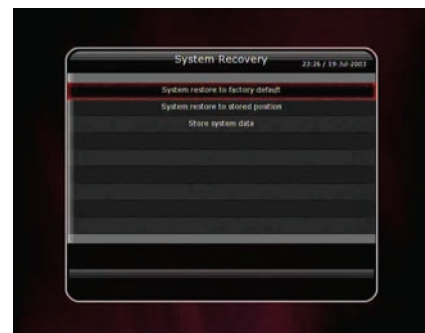 System Recovery
23:26 / 19-Jul-2003
System restore to factory default
System restore to stored position
Store system data